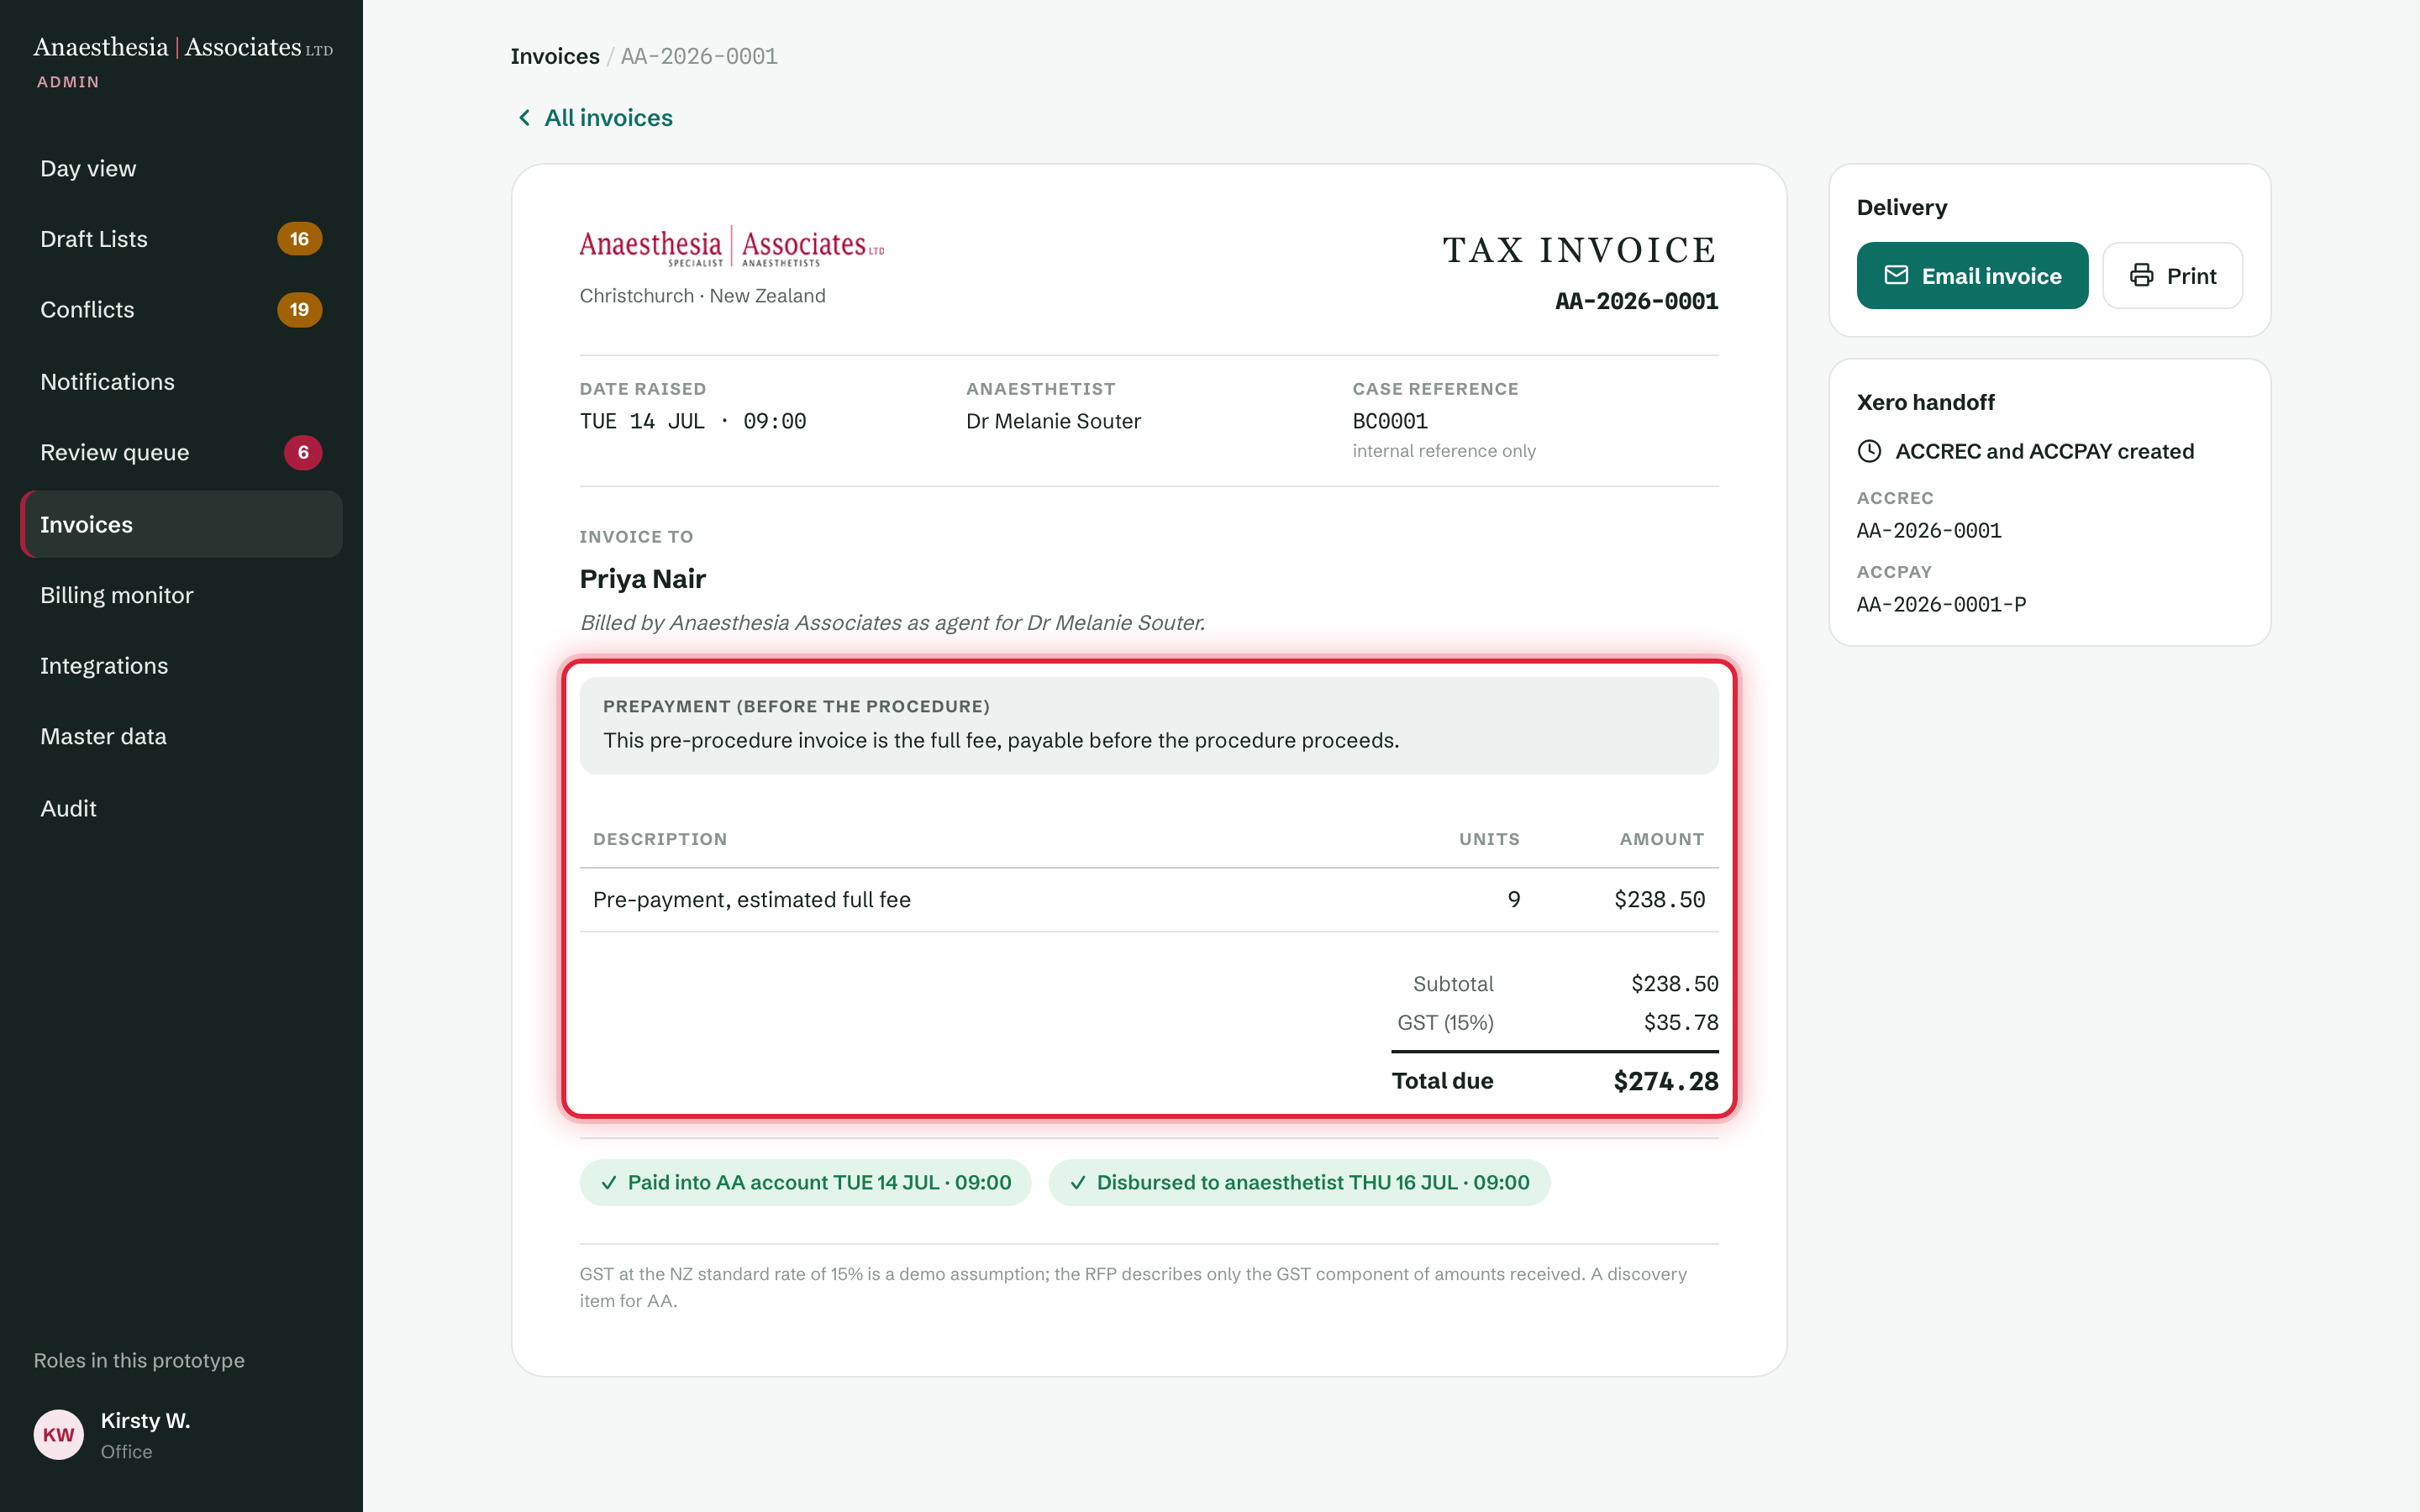 Anaesthesia | Associates LTD
ADMIN
Day view
Draft Lists 16
Conflicts 19
Notifications
Review queue 6
Invoices
Billing monitor
Integrations
Master data
Audit
Roles in this prototype
KW
Kirsty W.
Office
Invoices / AA-2026-0001
All invoices
Anaesthesia | Associates LTD
SPECIALIST ANAESTHETISTS
Christchurch · New Zealand
TAX INVOICE
AA-2026-0001
DATE RAISED
TUE 14 JUL · 09:00
ANAESTHETIST
Dr Melanie Souter
CASE REFERENCE
BC0001
internal reference only
INVOICE TO
Priya Nair
Billed by Anaesthesia Associates as agent for Dr Melanie Souter.
PREPAYMENT (BEFORE THE PROCEDURE)
This pre-procedure invoice is the full fee, payable before the procedure proceeds.
DESCRIPTION UNITS AMOUNT
Pre-payment, estimated full fee 9 $238.50
Subtotal $238.50
GST (15%) $35.78
Total due $274.28
Paid into AA account TUE 14 JUL · 09:00
Disbursed to anaesthetist THU 16 JUL · 09:00
GST at the NZ standard rate of 15% is a demo assumption; the RFP describes only the GST component of amounts received. A discovery
item for AA.
Delivery
Email invoice
Print
Xero handoff
ACCREC and ACCPAY created
ACCREC
AA-2026-0001
ACCPAY
AA-2026-0001-P